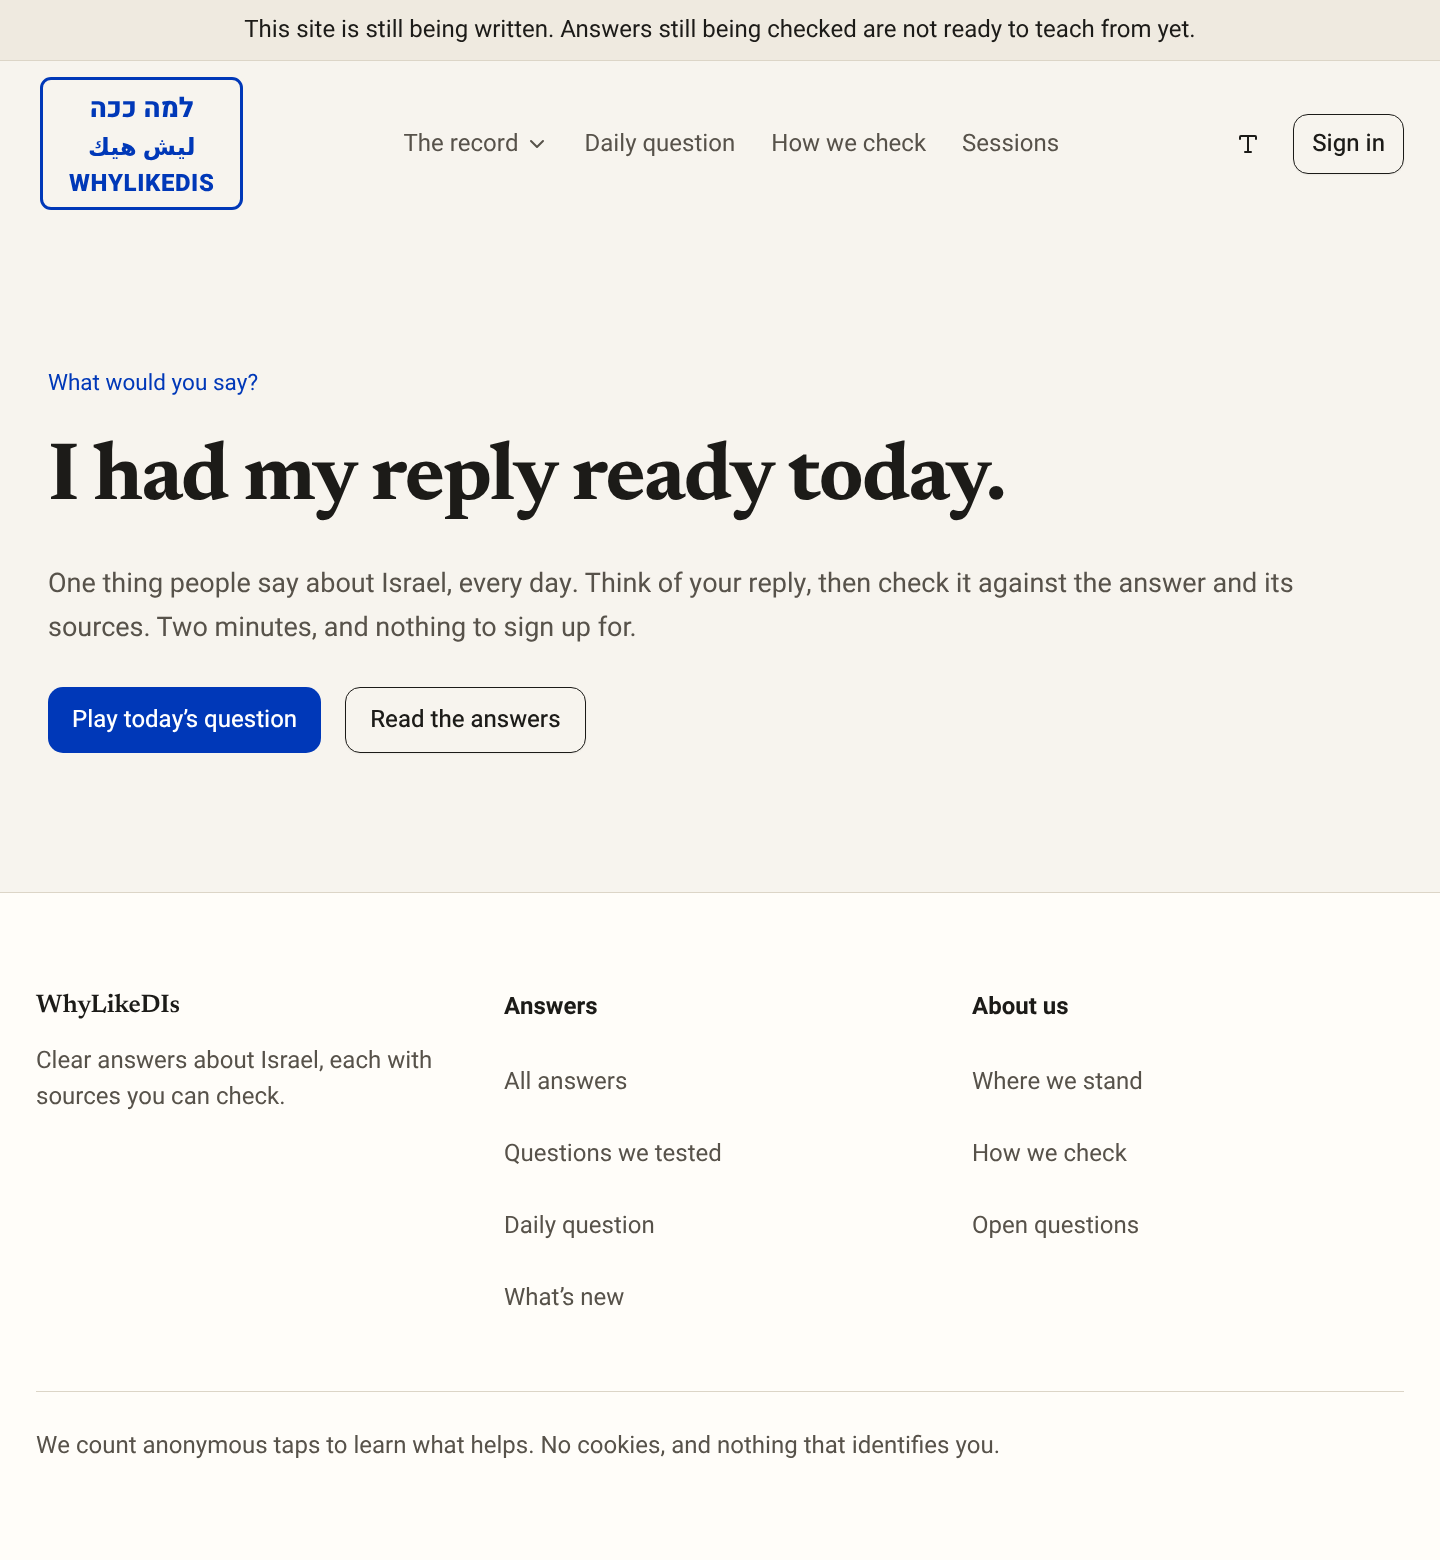 This site is still being written. Answers still being checked are not ready to teach from yet.
למה ככה
ليش هيك
WHYLIKEDIS
The record
Daily question
How we check
Sessions
Sign in
What would you say?
I had my reply ready today.
One thing people say about Israel, every day. Think of your reply, then check it against the answer and its
sources. Two minutes, and nothing to sign up for.
Play today’s question
Read the answers
WhyLikeDIs
Clear answers about Israel, each with
sources you can check.
Answers
All answers
Questions we tested
Daily question
What’s new
About us
Where we stand
How we check
Open questions
We count anonymous taps to learn what helps. No cookies, and nothing that identifies you.